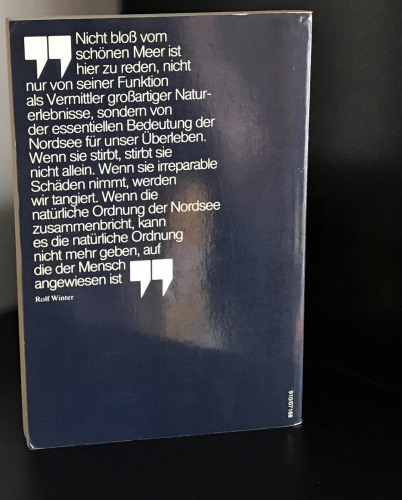 Nicht bloß vom
schönen Meer ist
hier zu reden, nicht
nur von seiner Funktion
als Vermittler großartiger Natur-
erlebnisse, sondern von
der essentiellen Bedeutung der
Nordsee für unser Überleben.
Wenn sie stirbt, stirbt sie
nicht allein. Wenn sie irreparable
Schäden nimmt, werden
wir tangiert. Wenn die
natürliche Ordnung der Nordsee
zusammenbricht, kann
es die natürliche Ordnung
nicht mehr geben, auf
die der Mensch
angewiesen ist
Rolf Winter
910/07168